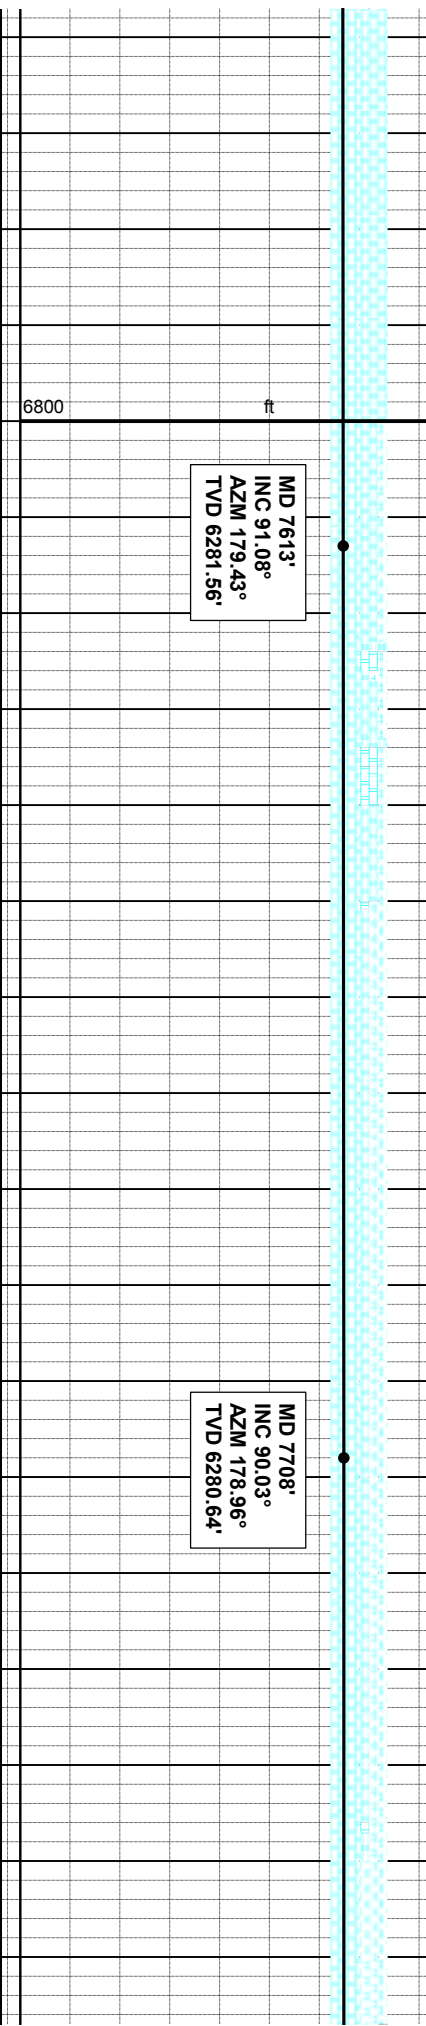 6800 ft
MD 7613'
INC 91.08°
AZM 179.43°
TVD 6281.56'
MD 7708'
INC 90.03°
AZM 178.96°
TVD 6280.64'